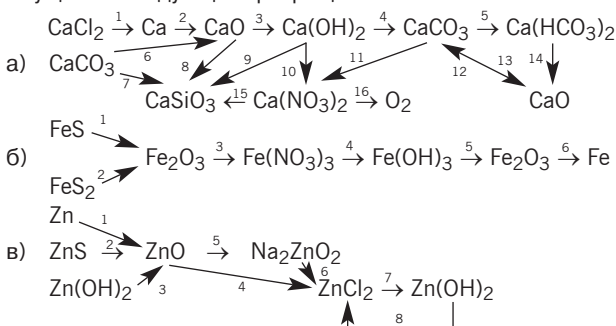 CaCl₂ →¹ Ca →² CaO →³ Ca(OH)₂ →⁴ CaCO₃ →⁵ Ca(HCO₃)₂
а) CaCO₃ 6 7 8 9 10 11 12 13 14
CaSiO₃ ←¹⁵ Ca(NO₃)₂ →¹⁶ O₂ CaO
FeS 1
б) Fe₂O₃ →³ Fe(NO₃)₃ →⁴ Fe(OH)₃ →⁵ Fe₂O₃ →⁶ Fe
FeS₂ 2
Zn 1
в) ZnS →² ZnO →⁵ Na₂ZnO₂
Zn(OH)₂ 3 4 6 ZnCl₂ →⁷ Zn(OH)₂
8